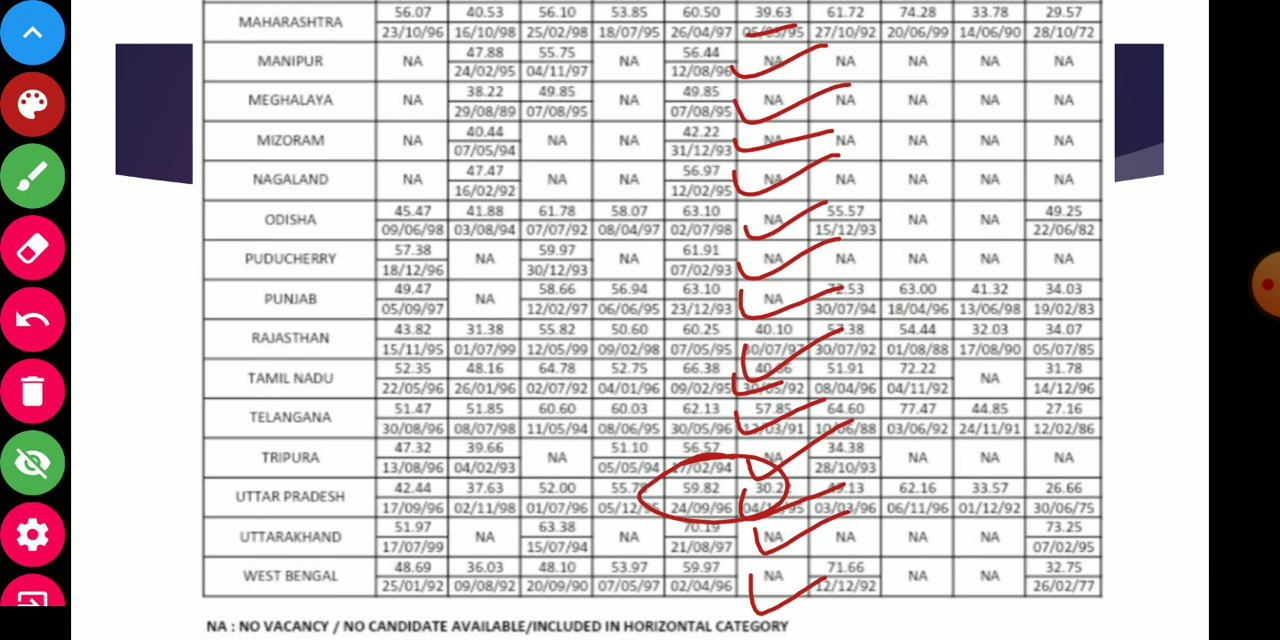 MAHARASHTRA 56.07 40.53 56.10 53.85 60.50 39.63 61.72 74.28 33.78 29.57
23/10/96 16/10/98 25/02/98 18/07/95 26/04/97 27/10/92 20/06/99 14/06/90 28/10/72
MANIPUR NA 47.88 55.75 NA 56.44 NA NA NA NA NA
24/02/95 04/11/97 12/08/96
MEGHALAYA NA 38.22 49.85 NA 49.85 NA NA NA NA NA
29/08/89 07/08/95 07/08/95
MIZORAM NA 40.44 NA NA 42.22 NA NA NA NA NA
07/05/94 31/12/93
NAGALAND NA 47.47 NA NA 56.97 NA NA NA NA NA
16/02/92 12/02/95
ODISHA 45.47 41.88 61.78 58.07 63.10 NA 55.57 NA NA 49.25
09/06/98 03/08/94 07/07/92 08/04/97 02/07/98 15/12/93 22/06/82
PUDUCHERRY 57.38 NA 59.97 NA 61.91 NA NA NA NA NA
18/12/96 30/12/93 07/02/93
PUNJAB 49.47 NA 58.66 56.94 63.10 NA 63.00 41.32 34.03
05/09/97 12/02/97 06/06/95 23/12/93 30/07/94 18/04/96 13/06/98 19/02/83
RAJASTHAN 43.82 31.38 55.82 50.60 60.25 40.10 54.44 32.03 34.07
15/11/95 01/07/99 12/05/99 09/02/98 07/05/95 30/07/92 01/08/88 17/08/90 05/07/85
TAMIL NADU 52.35 48.16 64.78 52.75 66.38 51.91 72.22 NA 31.78
22/05/96 26/01/96 02/07/92 04/01/96 09/02/95 08/04/96 04/11/92 14/12/96
TELANGANA 51.47 51.85 60.60 60.03 62.13 57.85 64.60 77.47 44.85 27.16
30/08/96 08/07/98 11/05/94 08/06/95 30/05/96 10/06/88 03/06/92 24/11/91 12/02/86
TRIPURA 47.32 39.66 NA 51.10 56.57 NA 34.38 NA NA NA
13/08/96 04/02/93 05/05/94 17/02/94 28/10/93
UTTAR PRADESH 42.44 37.63 52.00 59.82 62.16 33.57 26.66
17/09/96 02/11/98 01/07/96 24/09/96 03/03/96 06/11/96 01/12/92 30/06/75
UTTARAKHAND 51.97 NA 63.38 NA 70.19 NA NA NA NA 73.25
17/07/99 15/07/94 21/08/97 07/02/95
WEST BENGAL 48.69 36.03 48.10 53.97 59.97 NA 71.66 NA NA 32.75
25/01/92 09/08/92 20/09/90 07/05/97 02/04/96 12/12/92 26/02/77
NA : NO VACANCY / NO CANDIDATE AVAILABLE/INCLUDED IN HORIZONTAL CATEGORY